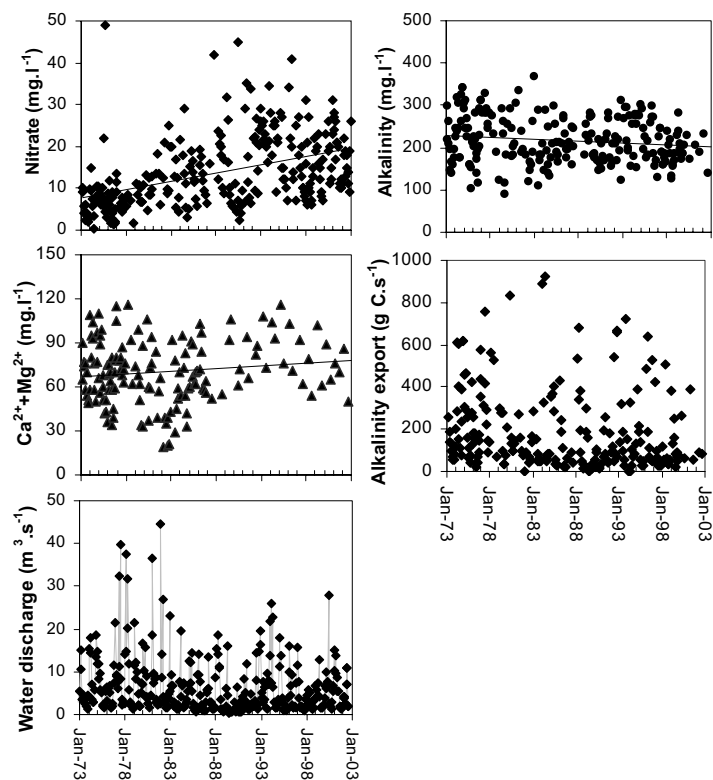 Nitrate (mg.l⁻¹)
50
40
30
20
10
0
Alkalinity (mg.l⁻¹)
500
400
300
200
100
0
Ca²⁺+Mg²⁺ (mg.l⁻¹)
150
120
90
60
30
0
Alkalinity export (g C.s⁻¹)
1000
800
600
400
200
0
Jan-73
Jan-78
Jan-83
Jan-88
Jan-93
Jan-98
Jan-03
Water discharge (m³.s⁻¹)
50
40
30
20
10
0
Jan-73
Jan-78
Jan-83
Jan-88
Jan-93
Jan-98
Jan-03